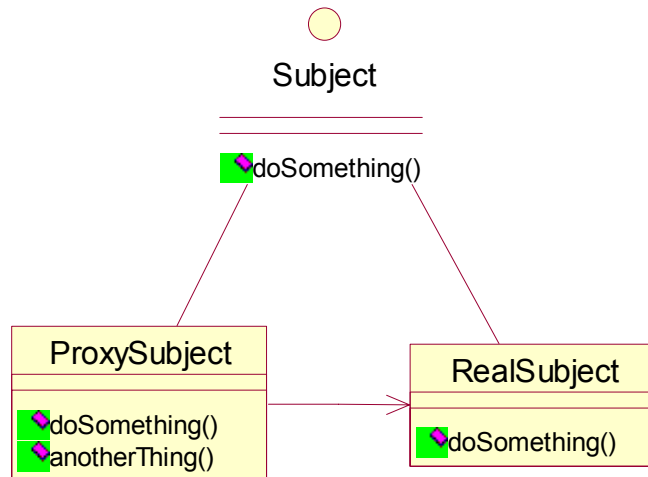 Subject
doSomething()
ProxySubject
doSomething()
anotherThing()
RealSubject
doSomething()